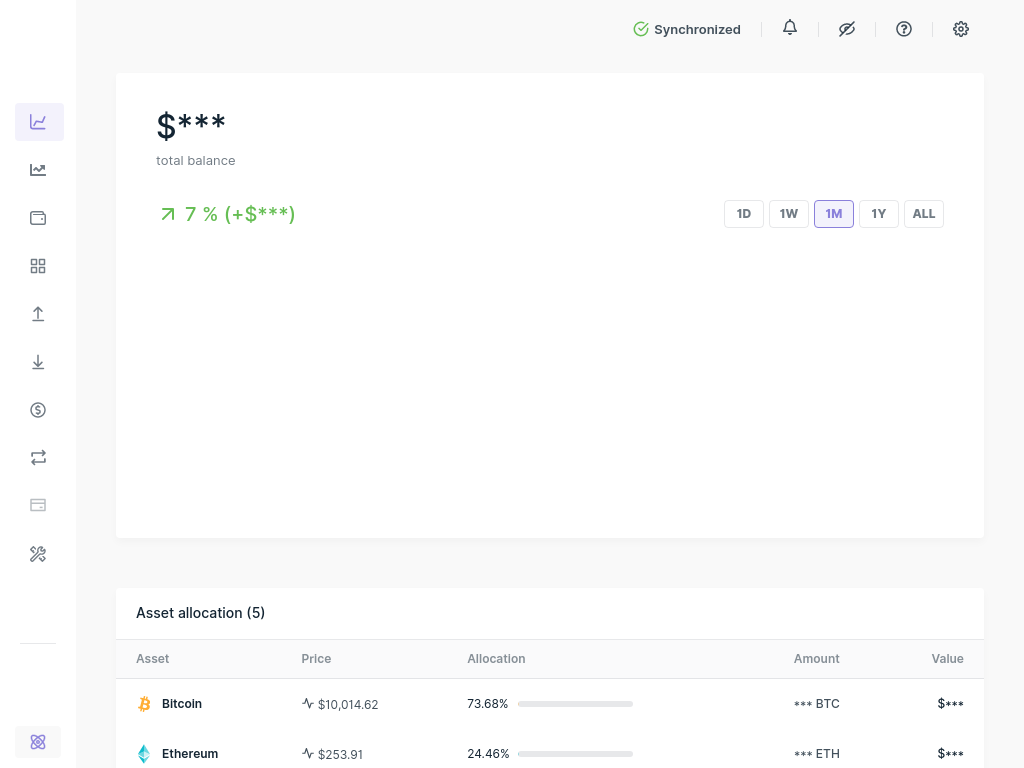 Synchronized
$***
total balance
7 % (+$***)
1D 1W 1M 1Y ALL
Asset allocation (5)
Asset Price Allocation Amount Value
Bitcoin $10,014.62 73.68% *** BTC $***
Ethereum $253.91 24.46% *** ETH $***